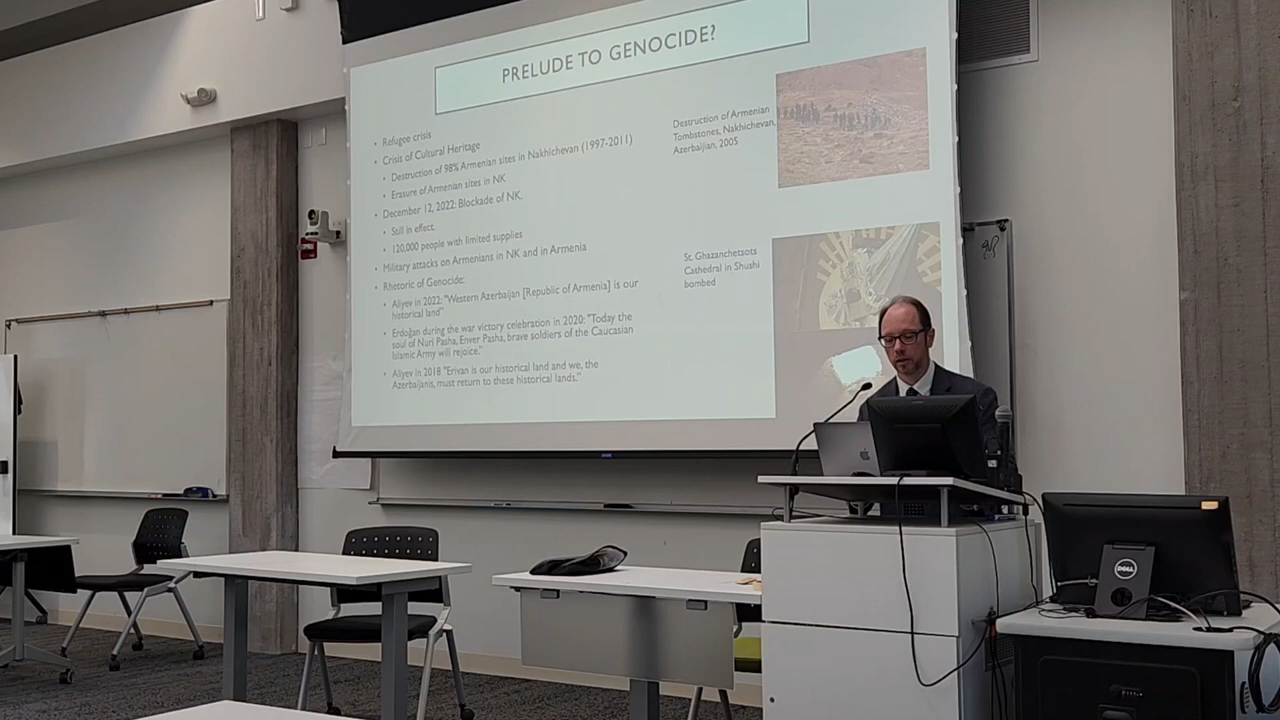 PRELUDE TO GENOCIDE?
Refugee crisis
Crisis of Cultural Heritage
Destruction of 98% Armenian sites in Nakhichevan (1997-2011)
Erasure of Armenian sites in NK
December 12, 2022: Blockade of NK.
Still in effect.
120,000 people with limited supplies
Military attacks on Armenians in NK and in Armenia
Rhetoric of Genocide:
Aliyev in 2022: "Western Azerbaijan [Republic of Armenia] is our
historical land"
Erdoğan during the war victory celebration in 2020: "Today the
soul of Nuri Pasha, Enver Pasha, brave soldiers of the Caucasian
Islamic Army will rejoice."
Aliyev in 2018 "Erivan is our historical land and we, the
Azerbaijanis, must return to these historical lands."
Destruction of Armenian
Tombstones, Nakhichevan,
Azerbaijian, 2005
St. Ghazanchetsots
Cathedral in Shushi
bombed
DELL